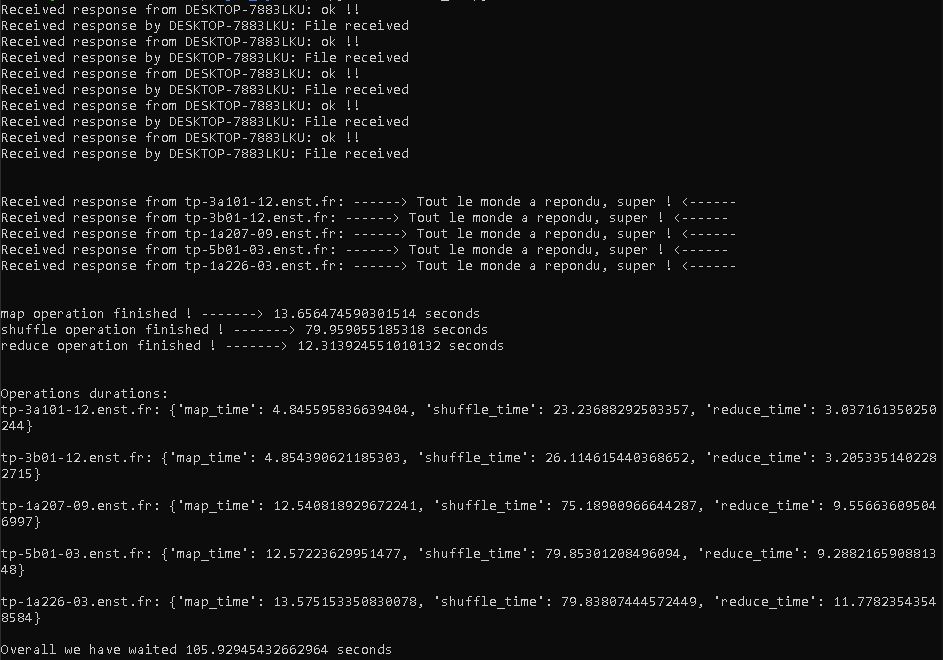 Received response from DESKTOP-7883LKU: ok !!
Received response by DESKTOP-7883LKU: File received
Received response from DESKTOP-7883LKU: ok !!
Received response by DESKTOP-7883LKU: File received
Received response from DESKTOP-7883LKU: ok !!
Received response by DESKTOP-7883LKU: File received
Received response from DESKTOP-7883LKU: ok !!
Received response by DESKTOP-7883LKU: File received
Received response from DESKTOP-7883LKU: ok !!
Received response by DESKTOP-7883LKU: File received
Received response from tp-3a101-12.enst.fr: ------> Tout le monde a repondu, super ! <------
Received response from tp-3b01-12.enst.fr: ------> Tout le monde a repondu, super ! <------
Received response from tp-1a207-09.enst.fr: ------> Tout le monde a repondu, super ! <------
Received response from tp-5b01-03.enst.fr: ------> Tout le monde a repondu, super ! <------
Received response from tp-1a226-03.enst.fr: ------> Tout le monde a repondu, super ! <------
map operation finished ! -------> 13.656474590301514 seconds
shuffle operation finished ! -------> 79.959055185318 seconds
reduce operation finished ! -------> 12.313924551010132 seconds
Operations durations:
tp-3a101-12.enst.fr: {'map_time': 4.845595836639404, 'shuffle_time': 23.23688292503357, 'reduce_time': 3.037161350250
244}
tp-3b01-12.enst.fr: {'map_time': 4.854390621185303, 'shuffle_time': 26.114615440368652, 'reduce_time': 3.205335140228
2715}
tp-1a207-09.enst.fr: {'map_time': 12.540818929672241, 'shuffle_time': 75.18900966644287, 'reduce_time': 9.55663609504
6997}
tp-5b01-03.enst.fr: {'map_time': 12.57223629951477, 'shuffle_time': 79.85301208496094, 'reduce_time': 9.2882165908813
48}
tp-1a226-03.enst.fr: {'map_time': 13.575153350830078, 'shuffle_time': 79.83807444572449, 'reduce_time': 11.7782354354
8584}
Overall we have waited 105.92945432662964 seconds